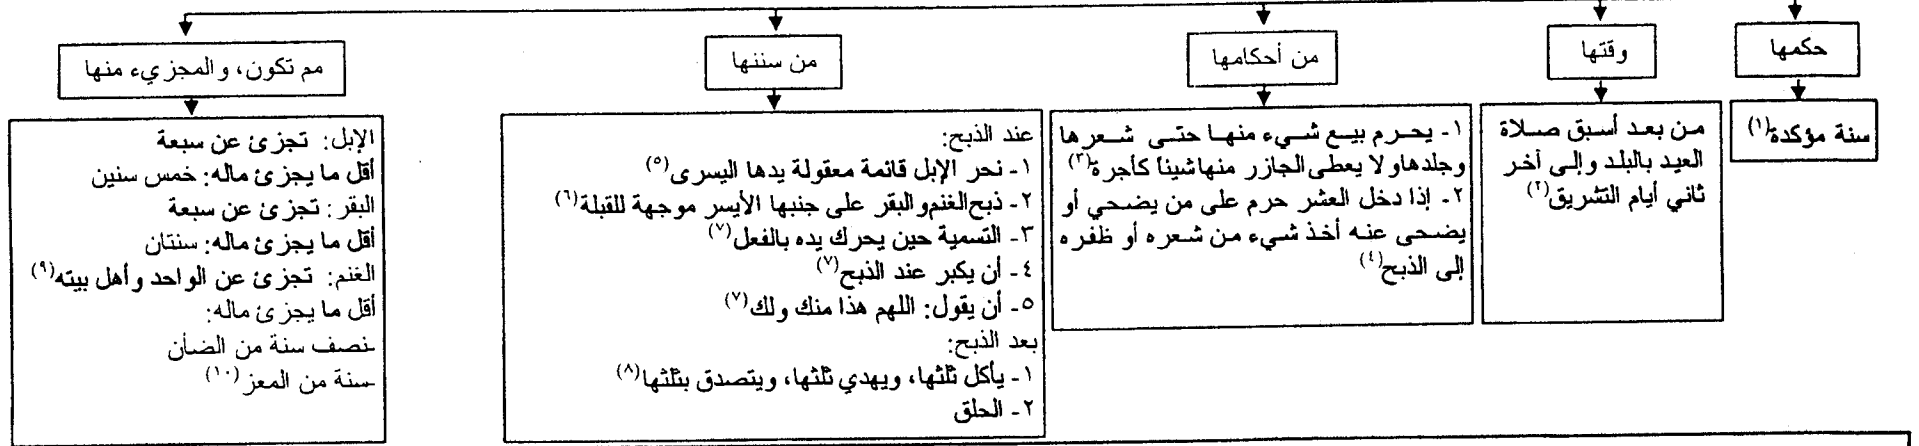 حكمها
سنة مؤكدة(١)
وقتها
من بعد أسبق صلاة
العيد بالبلد وإلى آخر
ثاني أيام التشريق(٢)
من أحكامها
١- يحرم بيع شيء منها حتى شعرها
وجلدها ولا يعطى الجازر منها شيئاً كأجرة(٣)
٢- إذا دخل العشر حرم على من يضحي أو
يضحى عنه أخذ شيء من شعره أو ظفره
إلى الذبح(٤)
من سننها
عند الذبح:
١- نحر الإبل قائمة معقولة يدها اليسرى(٥)
٢- ذبح الغنم والبقر على جنبها الأيسر موجهة للقبلة(٦)
٣- التسمية حين يحرك يده بالفعل(٧)
٤- أن يكبر عند الذبح(٧)
٥- أن يقول: اللهم هذا منك ولك(٧)
بعد الذبح:
١- يأكل ثلثها، ويهدي ثلثها، ويتصدق بثلثها(٨)
٢- الحلق
مم تكون، والمجزيء منها
الإبل: تجزئ عن سبعة
أقل ما يجزئ ماله: خمس سنين
البقر: تجزئ عن سبعة
أقل ما يجزئ ماله: سنتان
الغنم: تجزئ عن الواحد وأهل بيته(٩)
أقل ما يجزئ ماله:
-نصف سنة من الضأن
-سنة من المعز(١٠)